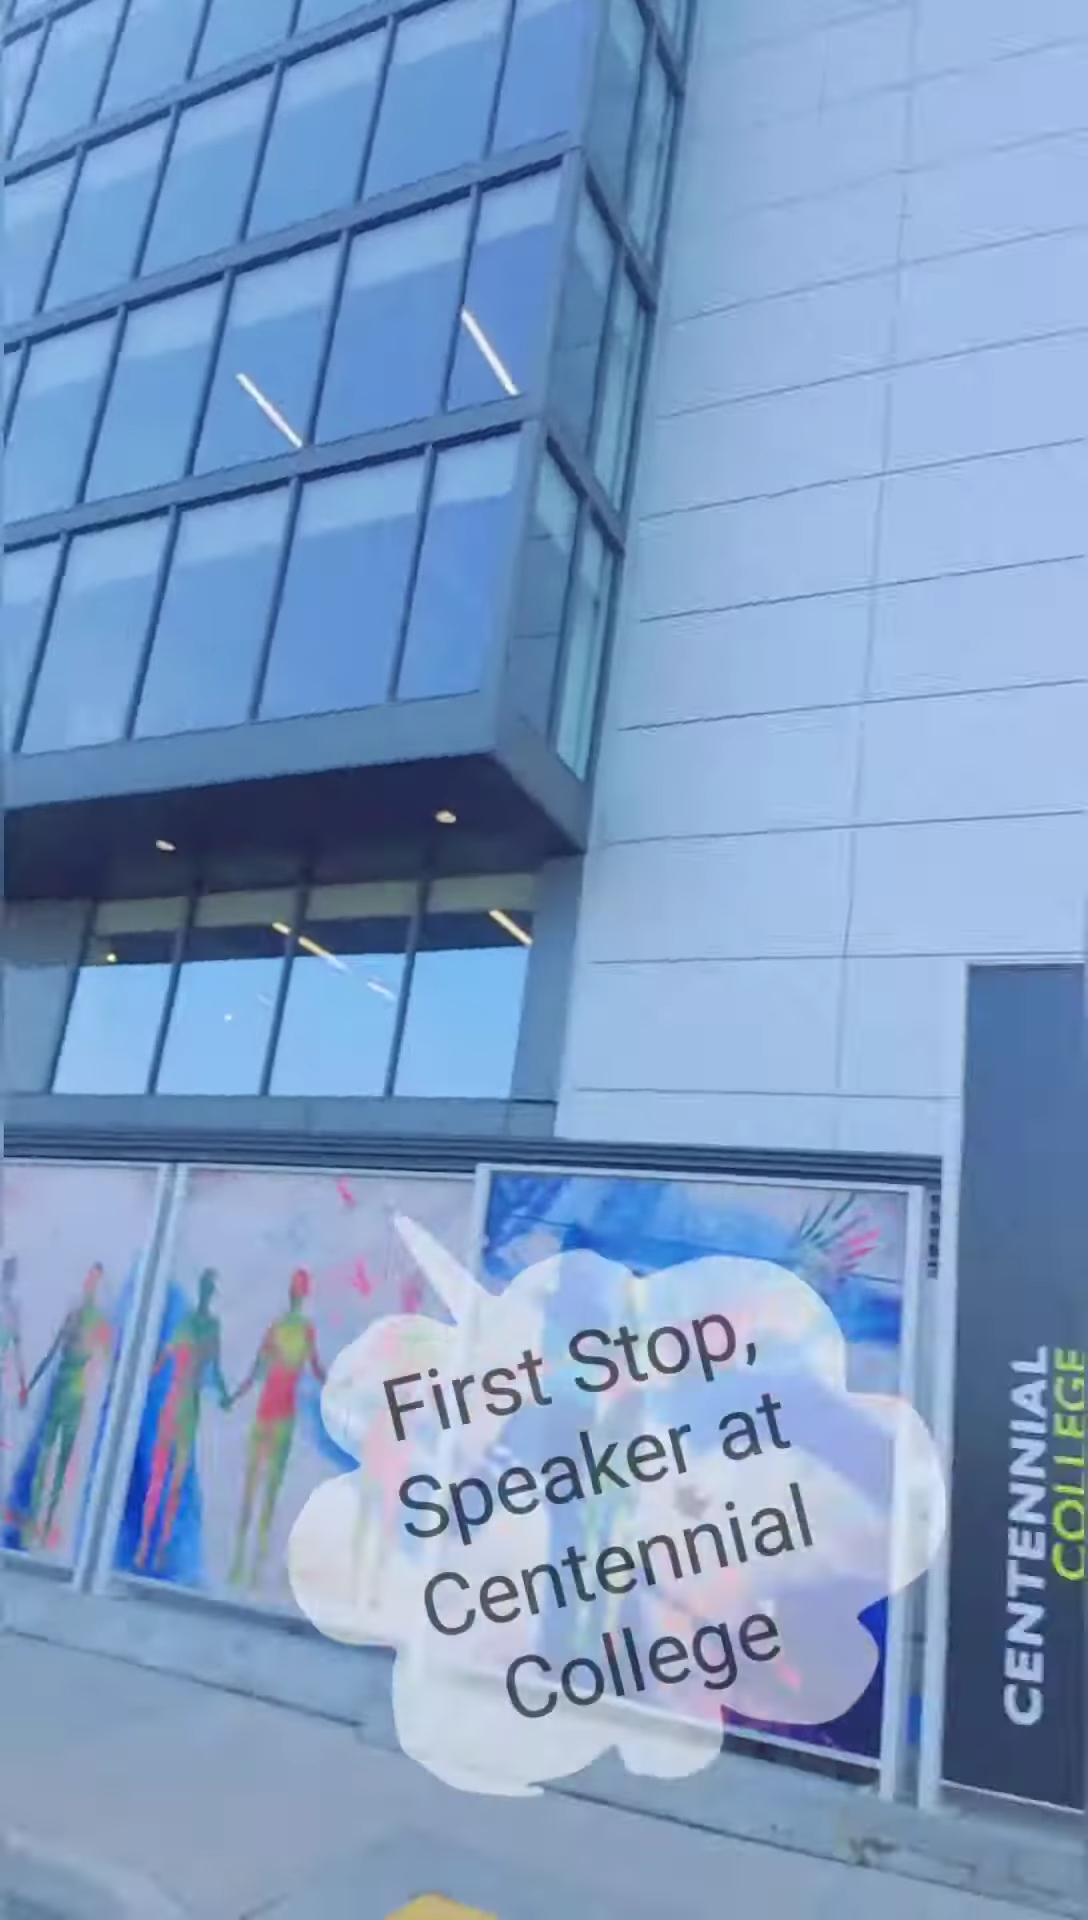 First Stop,
Speaker at
Centennial
College
CENTENNIAL
COLLEGE